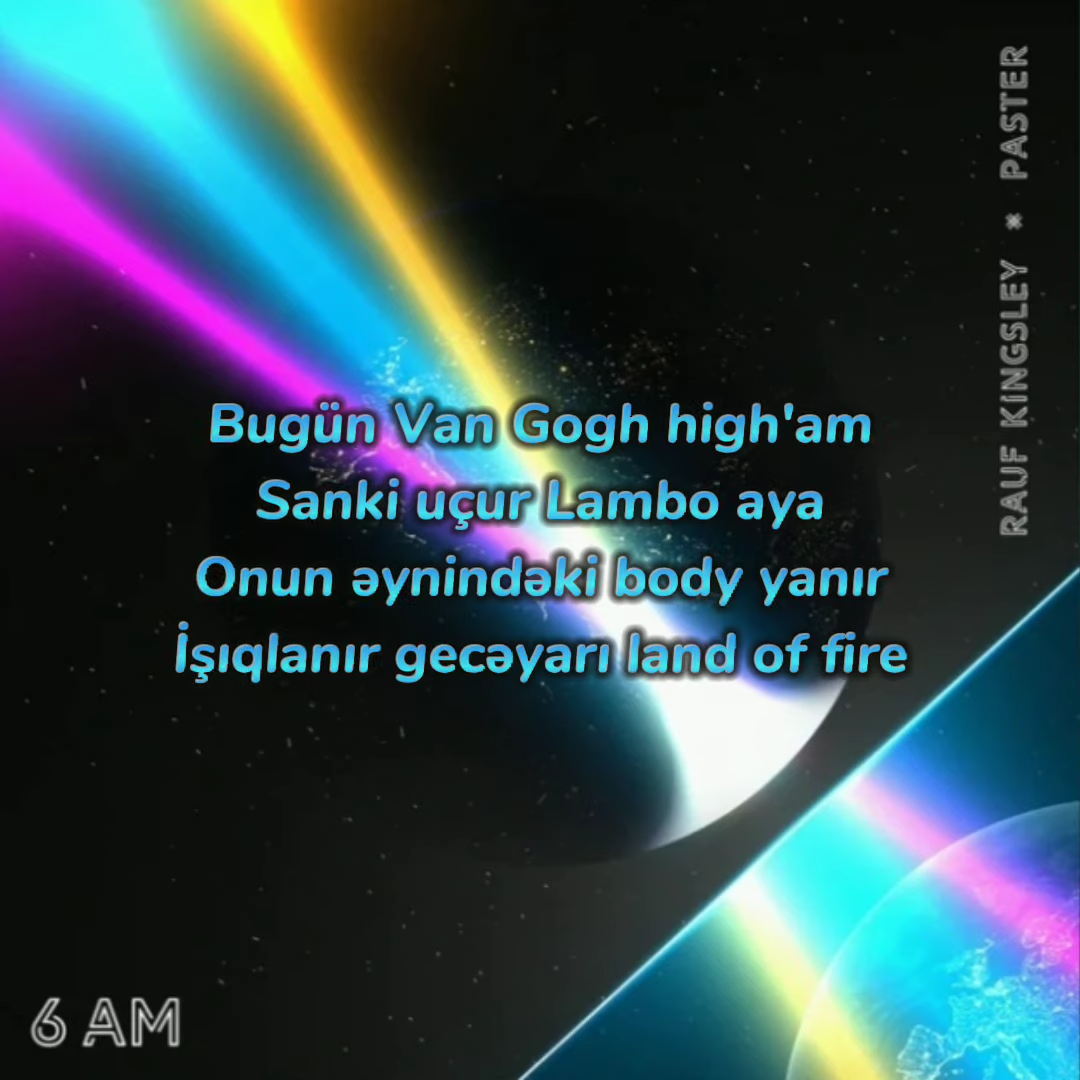 Bugün Van Gogh high'am
Sanki uçur Lambo aya
Onun əynindəki body yanır
İşıqlanır gecəyarı land of fire
RAUF KINGSLEY × PASTER
6 AM